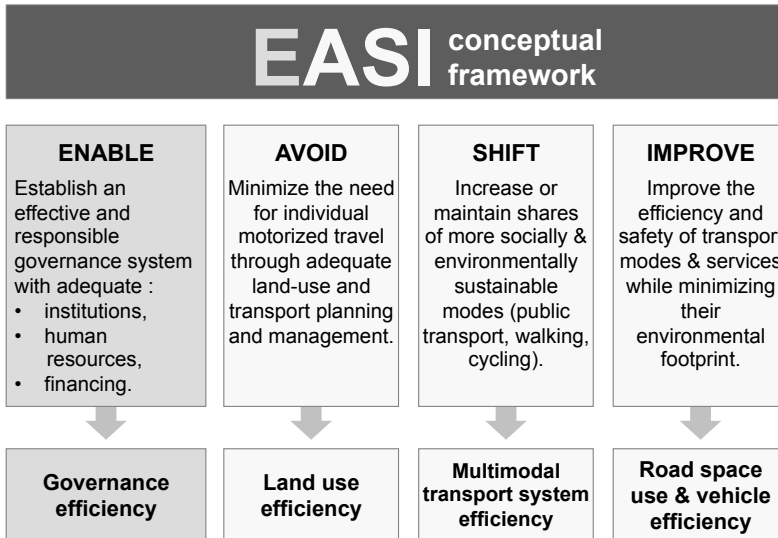 EASI conceptual
framework
ENABLE
Establish an
effective and
responsible
governance system
with adequate :
• institutions,
• human
resources,
• financing.
AVOID
Minimize the need
for individual
motorized travel
through adequate
land-use and
transport planning
and management.
SHIFT
Increase or
maintain shares
of more socially &
environmentally
sustainable
modes (public
transport, walking,
cycling).
IMPROVE
Improve the
efficiency and
safety of transport
modes & services
while minimizing
their
environmental
footprint.
Governance
efficiency
Land use
efficiency
Multimodal
transport system
efficiency
Road space
use & vehicle
efficiency